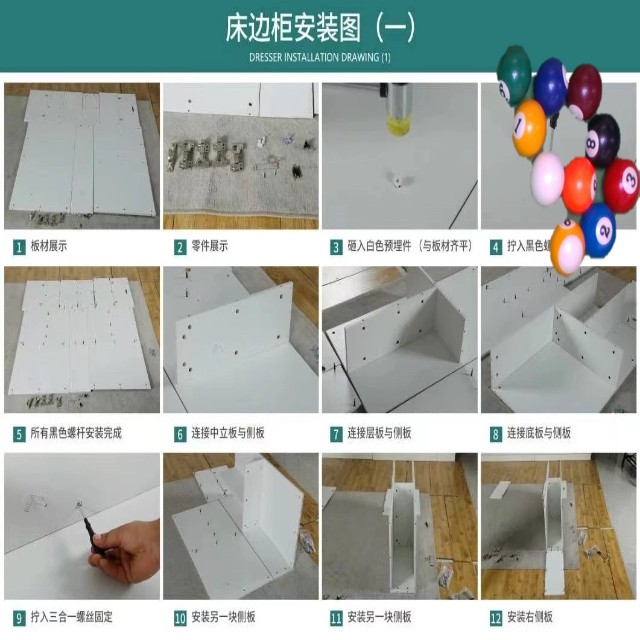 床边柜安装图（一）
DRESSER INSTALLATION DRAWING (1)
1 板材展示
2 零件展示
3 砸入白色预埋件（与板材齐平）
4 拧入黑色
5 所有黑色螺杆安装完成
6 连接中立板与侧板
7 连接层板与侧板
8 连接底板与侧板
9 拧入三合一螺丝固定
10 安装另一块侧板
11 安装另一块侧板
12 安装右侧板